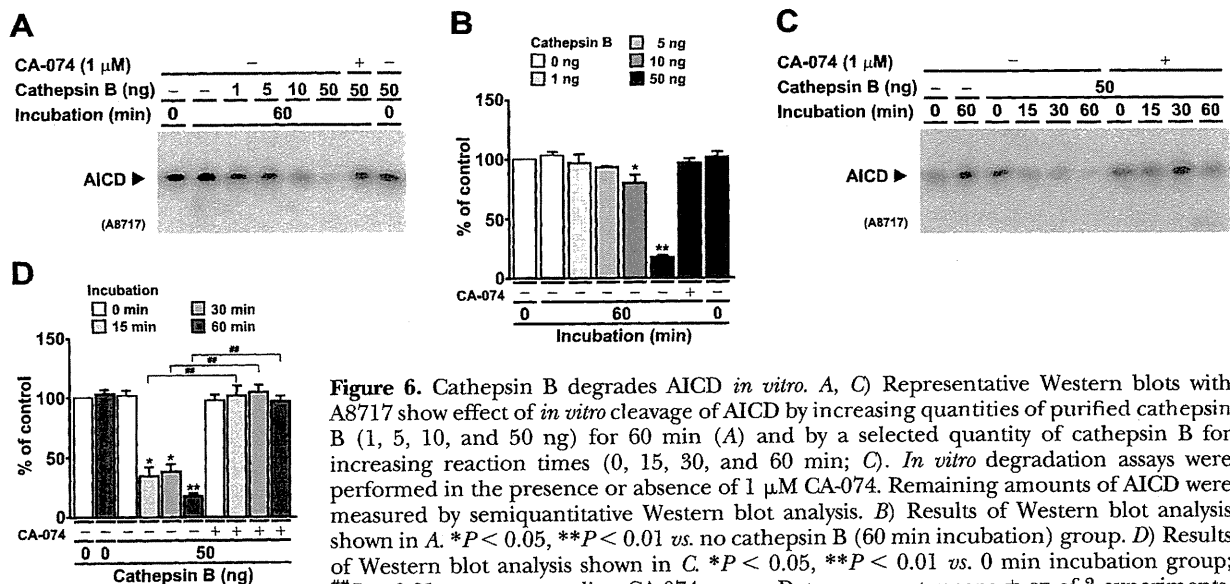 A
CA-074 (1 μM) – + –
Cathepsin B (ng) – – 1 5 10 50 50 50
Incubation (min) 0 60 0
AICD ►
(A8717)
B
Cathepsin B
0 ng
1 ng
5 ng
10 ng
50 ng
% of control
150
100
50
0
* **
CA-074 – – – – – – + –
0 60 0
Incubation (min)
C
CA-074 (1 μM) – +
Cathepsin B (ng) – – 50
Incubation (min) 0 60 0 15 30 60 0 15 30 60
AICD ►
(A8717)
D
Incubation
0 min
15 min
30 min
60 min
% of control
150
100
50
0
## ## ##
* * **
CA-074 – – – – – – + + + +
0 0 50
Cathepsin B (ng)
Figure 6. Cathepsin B degrades AICD in vitro. A, C) Representative Western blots with
A8717 show effect of in vitro cleavage of AICD by increasing quantities of purified cathepsin
B (1, 5, 10, and 50 ng) for 60 min (A) and by a selected quantity of cathepsin B for
increasing reaction times (0, 15, 30, and 60 min; C). In vitro degradation assays were
performed in the presence or absence of 1 μM CA-074. Remaining amounts of AICD were
measured by semiquantitative Western blot analysis. B) Results of Western blot analysis
shown in A. *P < 0.05, **P < 0.01 vs. no cathepsin B (60 min incubation) group. D) Results
of Western blot analysis shown in C. *P < 0.05, **P < 0.01 vs. 0 min incubation group;